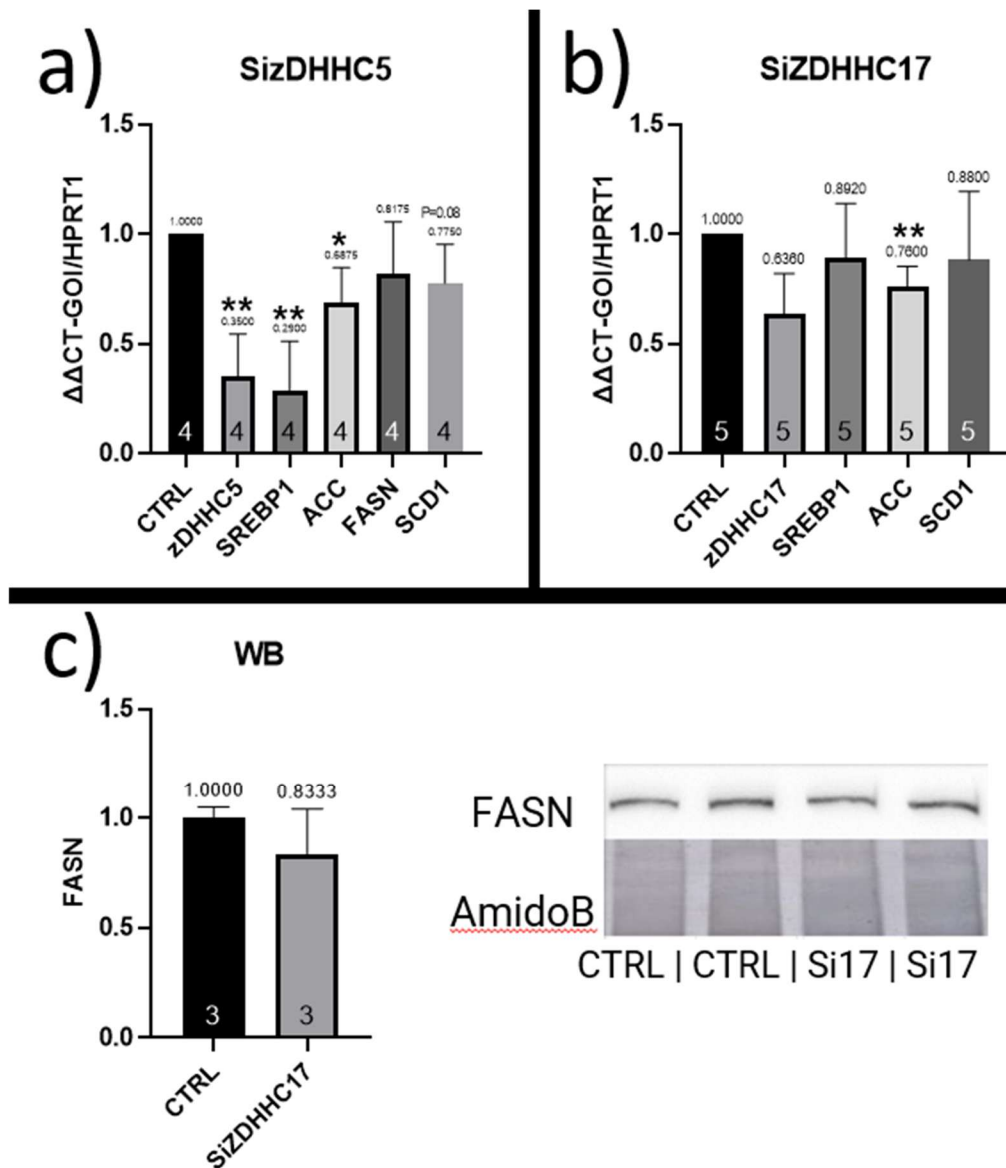 a)
SizDHHC5
ΔΔCT-GOI/HPRT1
1.5
1.0
0.5
0.0
1.0000
**
0.3500
**
0.2900
*
0.6875
0.8175
P=0.08
0.7750
4
4
4
4
4
4
CTRL
zDHHC5
SREBP1
ACC
FASN
SCD1
b)
SiZDHHC17
ΔΔCT-GOI/HPRT1
1.5
1.0
0.5
0.0
1.0000
0.6360
0.8920
**
0.7600
0.8800
5
5
5
5
5
CTRL
zDHHC17
SREBP1
ACC
SCD1
c)
WB
FASN
1.5
1.0
0.5
0.0
1.0000
0.8333
3
3
CTRL
SiZDHHC17
FASN
AmidoB
CTRL | CTRL | Si17 | Si17